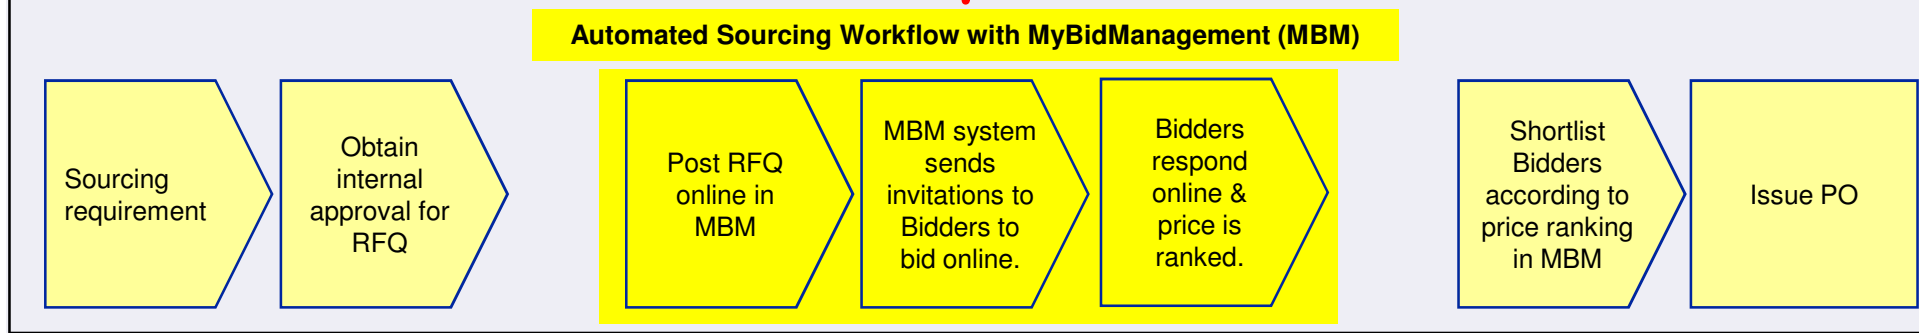 Automated Sourcing Workflow with MyBidManagement (MBM)
Sourcing
requirement
Obtain
internal
approval for
RFQ
Post RFQ
online in
MBM
MBM system
sends
invitations to
Bidders to
bid online.
Bidders
respond
online &
price is
ranked.
Shortlist
Bidders
according to
price ranking
in MBM
Issue PO